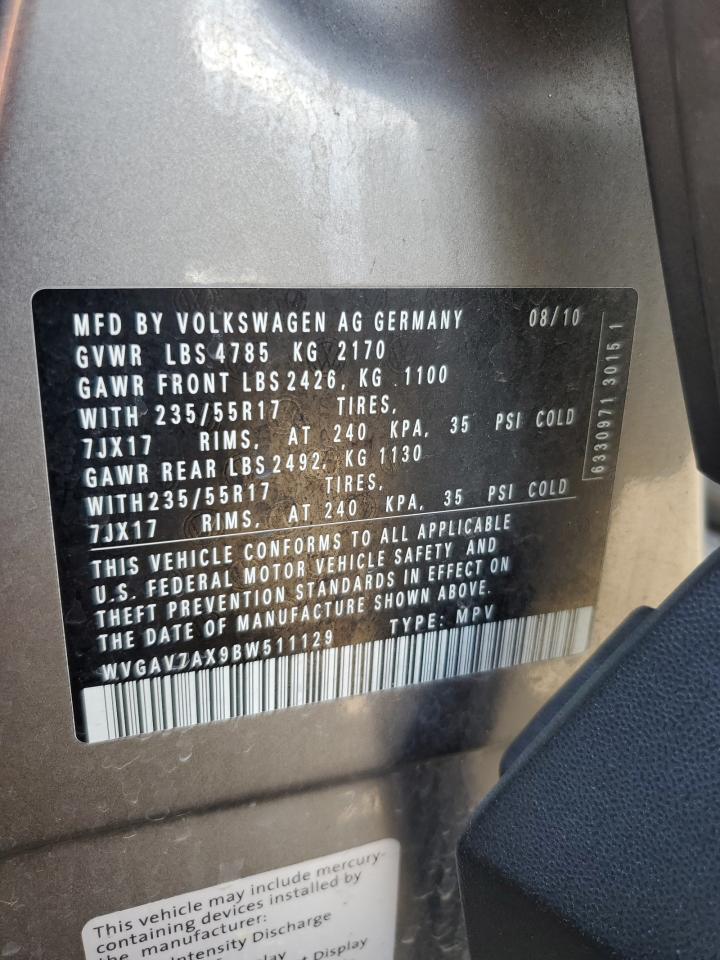 MFD BY VOLKSWAGEN AG GERMANY 08/10
GVWR LBS 4785 KG 2170
GAWR FRONT LBS 2426, KG 1100
WITH 235/55R17 TIRES,
7JX17 RIMS, AT 240 KPA, 35 PSI COLD
GAWR REAR LBS 2492, KG 1130
WITH 235/55R17 TIRES,
7JX17 RIMS, AT 240 KPA, 35 PSI COLD
THIS VEHICLE CONFORMS TO ALL APPLICABLE
U.S. FEDERAL MOTOR VEHICLE SAFETY AND
THEFT PREVENTION STANDARDS IN EFFECT ON
THE DATE OF MANUFACTURE SHOWN ABOVE.
WVGAV7AX9BW511129 TYPE: MPV
6330971 3015 1
This vehicle may include mercury-
containing devices installed by
the manufacturer:
Intensity Discharge
Display